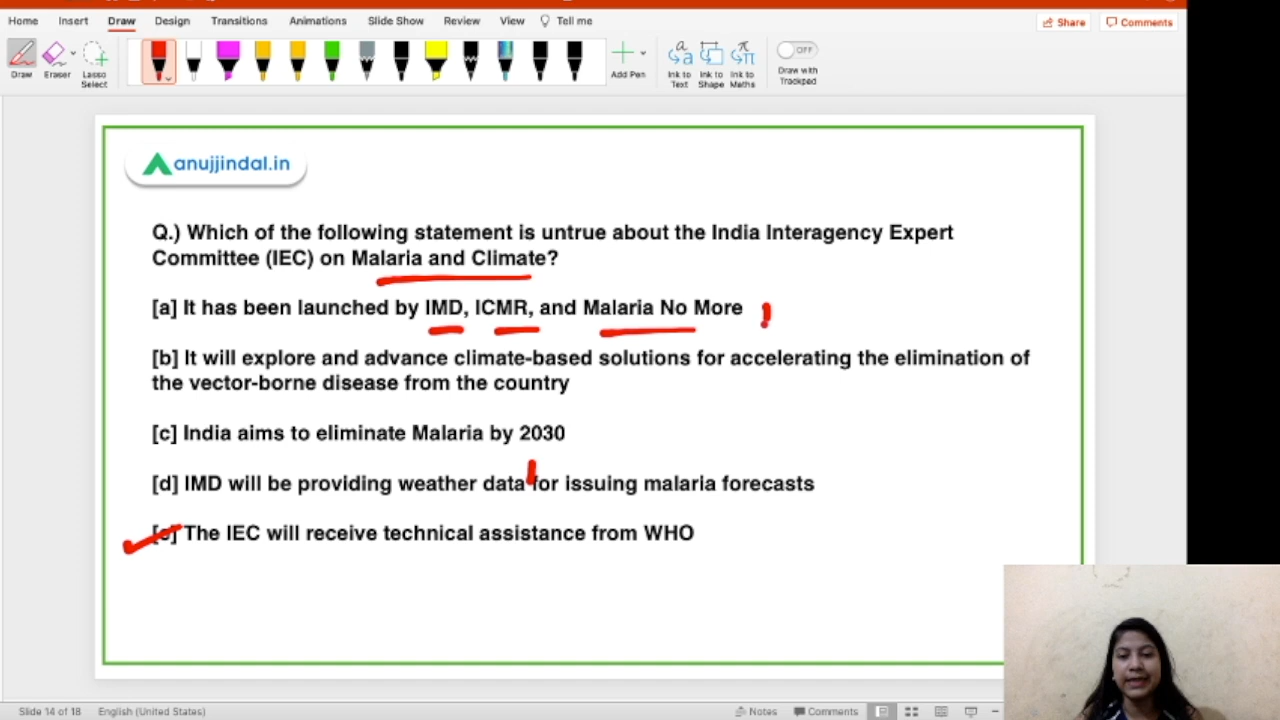 Home Insert Draw Design Transitions Animations Slide Show Review View Tell me Share Comments
Draw Eraser Lasso Select Add Pen Ink to Text Ink to Shape Ink to Maths OFF Draw with Trackpad
anujjindal.in
Q.) Which of the following statement is untrue about the India Interagency Expert
Committee (IEC) on Malaria and Climate?
[a] It has been launched by IMD, ICMR, and Malaria No More
[b] It will explore and advance climate-based solutions for accelerating the elimination of
the vector-borne disease from the country
[c] India aims to eliminate Malaria by 2030
[d] IMD will be providing weather data for issuing malaria forecasts
[e] The IEC will receive technical assistance from WHO
Slide 14 of 18 English (United States) Notes Comments